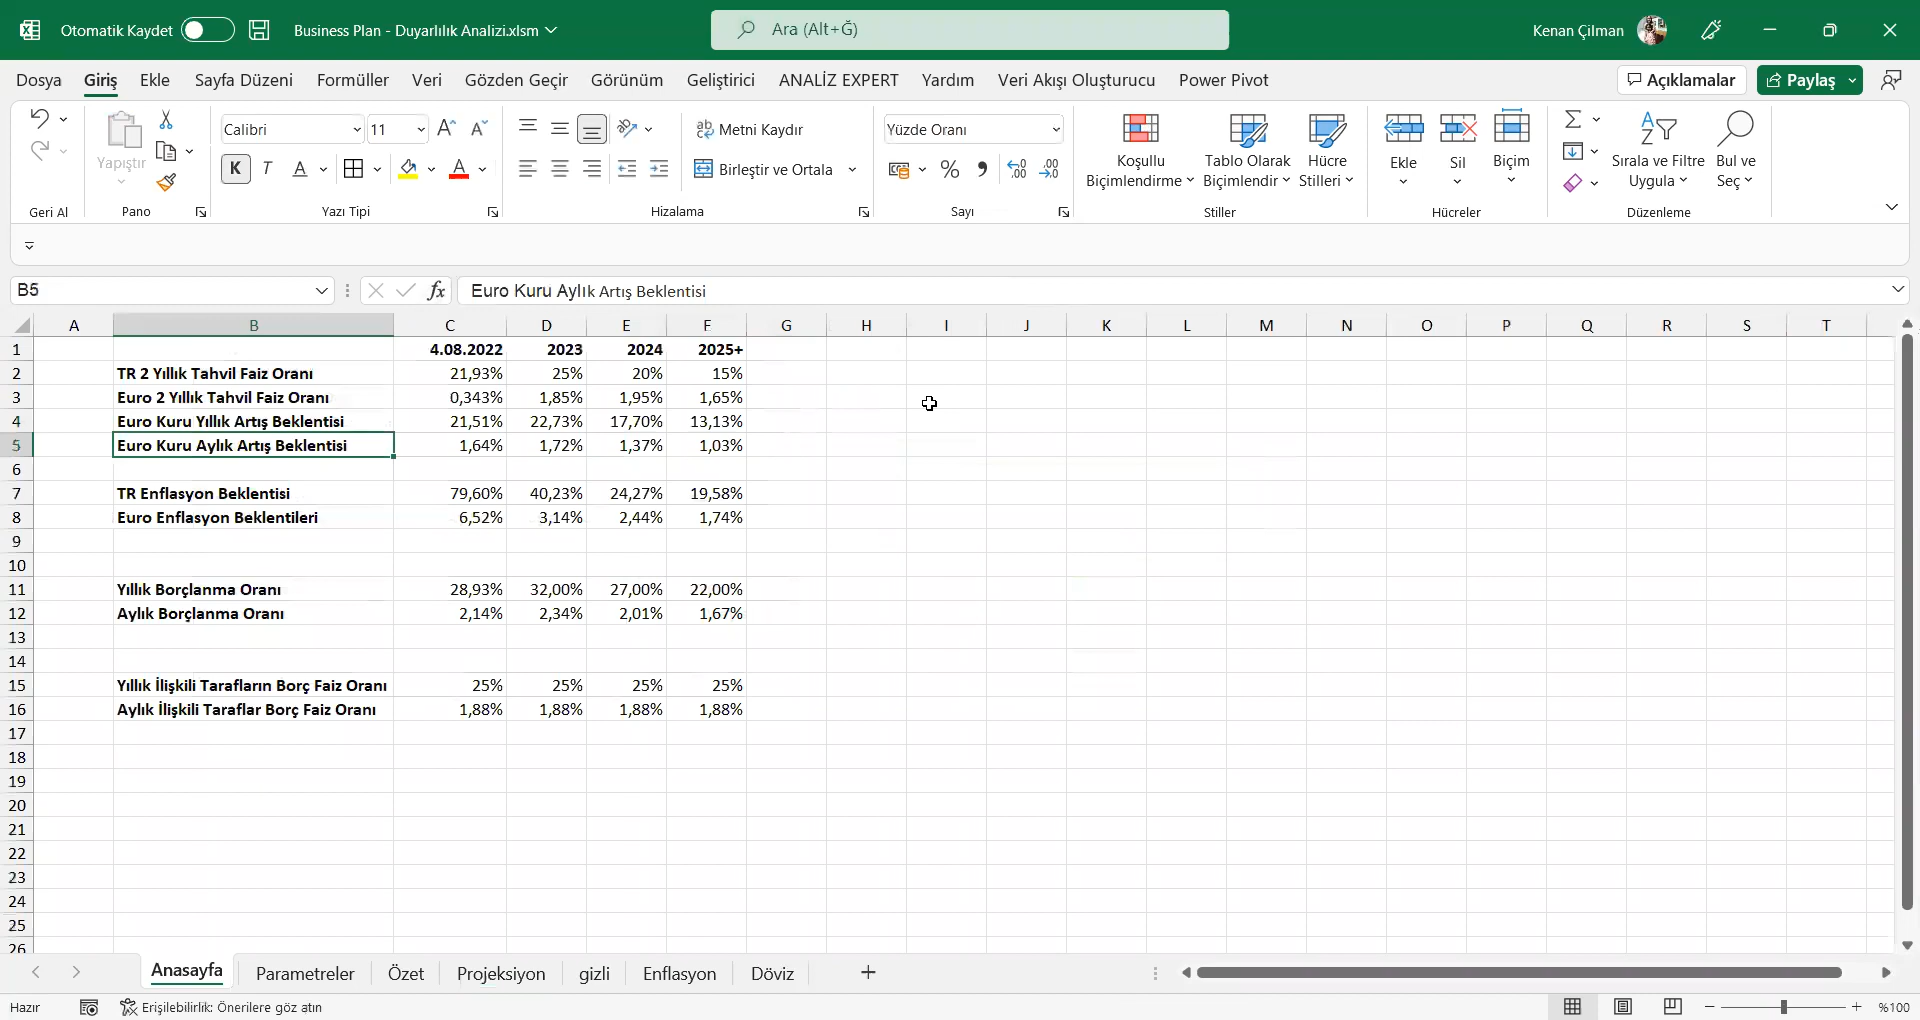 Otomatik Kaydet
Business Plan - Duyarlılık Analizi.xlsm
Ara (Alt+Ğ)
Kenan Çilman
Dosya Giriş Ekle Sayfa Düzeni Formüller Veri Gözden Geçir Görünüm Geliştirici ANALİZ EXPERT Yardım Veri Akışı Oluşturucu Power Pivot
Açıklamalar
Paylaş
Yapıştır
Calibri 11
K T A
Metni Kaydır
Birleştir ve Ortala
Yüzde Oranı
Koşullu Biçimlendirme
Tablo Olarak Biçimlendir
Hücre Stilleri
Ekle
Sil
Biçim
Sırala ve Filtre Uygula
Bul ve Seç
Geri Al Pano Yazı Tipi Hizalama Sayı Stiller Hücreler Düzenleme
B5 fx Euro Kuru Aylık Artış Beklentisi
A B C D E F G H I J K L M N O P Q R S T
1 4.08.2022 2023 2024 2025+
2 TR 2 Yıllık Tahvil Faiz Oranı 21,93% 25% 20% 15%
3 Euro 2 Yıllık Tahvil Faiz Oranı 0,343% 1,85% 1,95% 1,65%
4 Euro Kuru Yıllık Artış Beklentisi 21,51% 22,73% 17,70% 13,13%
5 Euro Kuru Aylık Artış Beklentisi 1,64% 1,72% 1,37% 1,03%
6
7 TR Enflasyon Beklentisi 79,60% 40,23% 24,27% 19,58%
8 Euro Enflasyon Beklentileri 6,52% 3,14% 2,44% 1,74%
9
10
11 Yıllık Borçlanma Oranı 28,93% 32,00% 27,00% 22,00%
12 Aylık Borçlanma Oranı 2,14% 2,34% 2,01% 1,67%
13
14
15 Yıllık İlişkili Tarafların Borç Faiz Oranı 25% 25% 25% 25%
16 Aylık İlişkili Taraflar Borç Faiz Oranı 1,88% 1,88% 1,88% 1,88%
17
18
19
20
21
22
23
24
25
26
Anasayfa Parametreler Özet Projeksiyon gizli Enflasyon Döviz
Hazır
Erişilebilirlik: Önerilere göz atın
%100